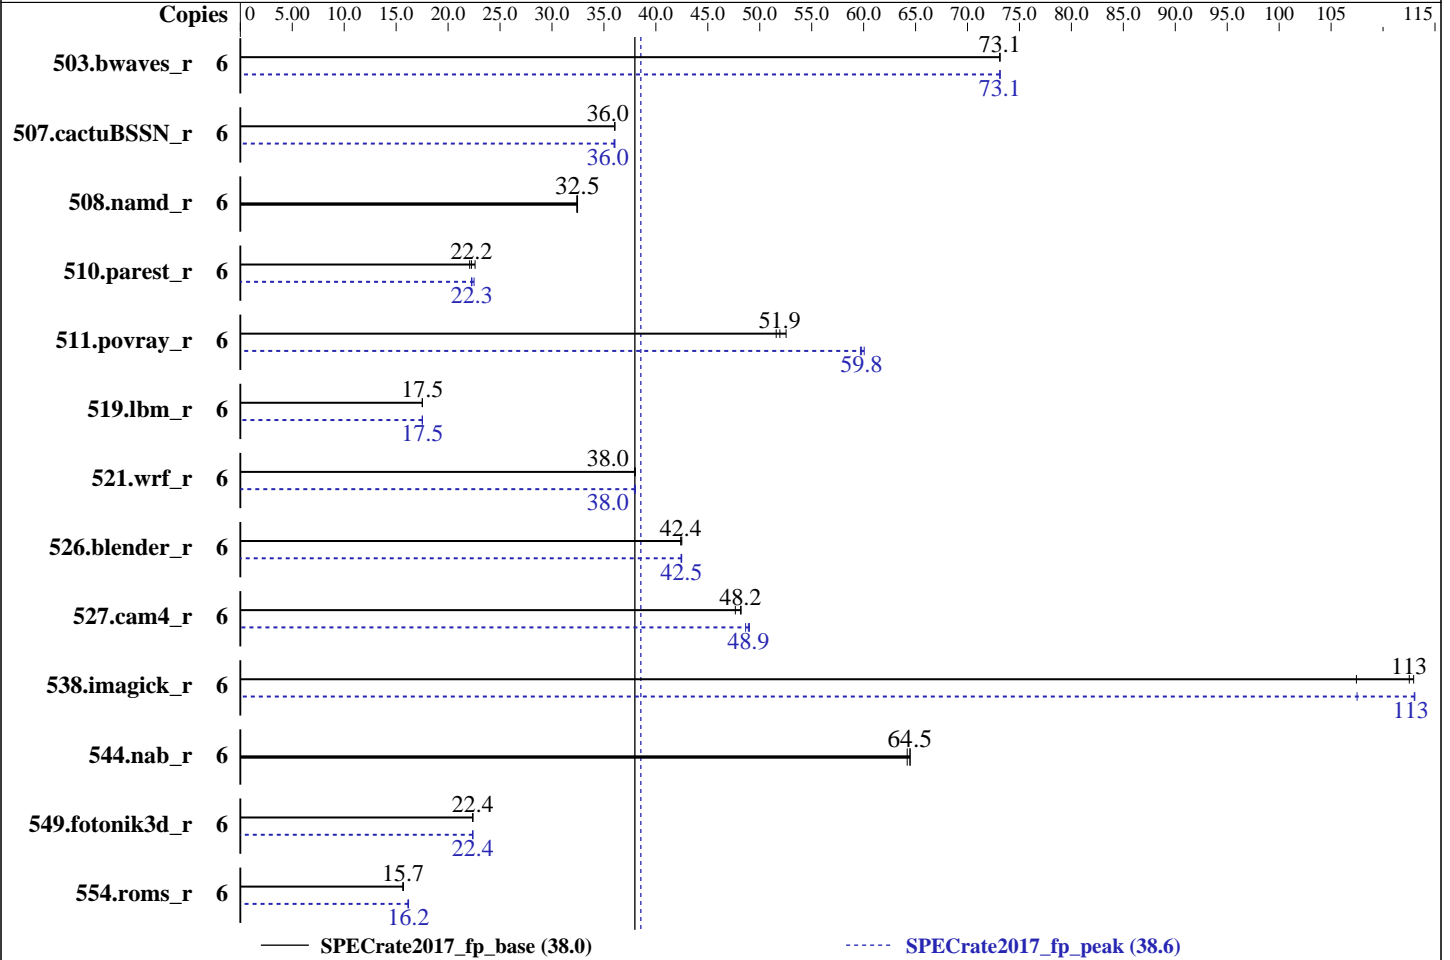 Copies 0 5.00 10.0 15.0 20.0 25.0 30.0 35.0 40.0 45.0 50.0 55.0 60.0 65.0 70.0 75.0 80.0 85.0 90.0 95.0 100 105 115
73.1
503.bwaves_r 6
73.1
36.0
507.cactuBSSN_r 6
36.0
32.5
508.namd_r 6
22.2
510.parest_r 6
22.3
51.9
511.povray_r 6
59.8
17.5
519.lbm_r 6
17.5
38.0
521.wrf_r 6
38.0
42.4
526.blender_r 6
42.5
48.2
527.cam4_r 6
48.9
113
538.imagick_r 6
113
64.5
544.nab_r 6
22.4
549.fotonik3d_r 6
22.4
15.7
554.roms_r 6
16.2
SPECrate2017_fp_base (38.0) SPECrate2017_fp_peak (38.6)